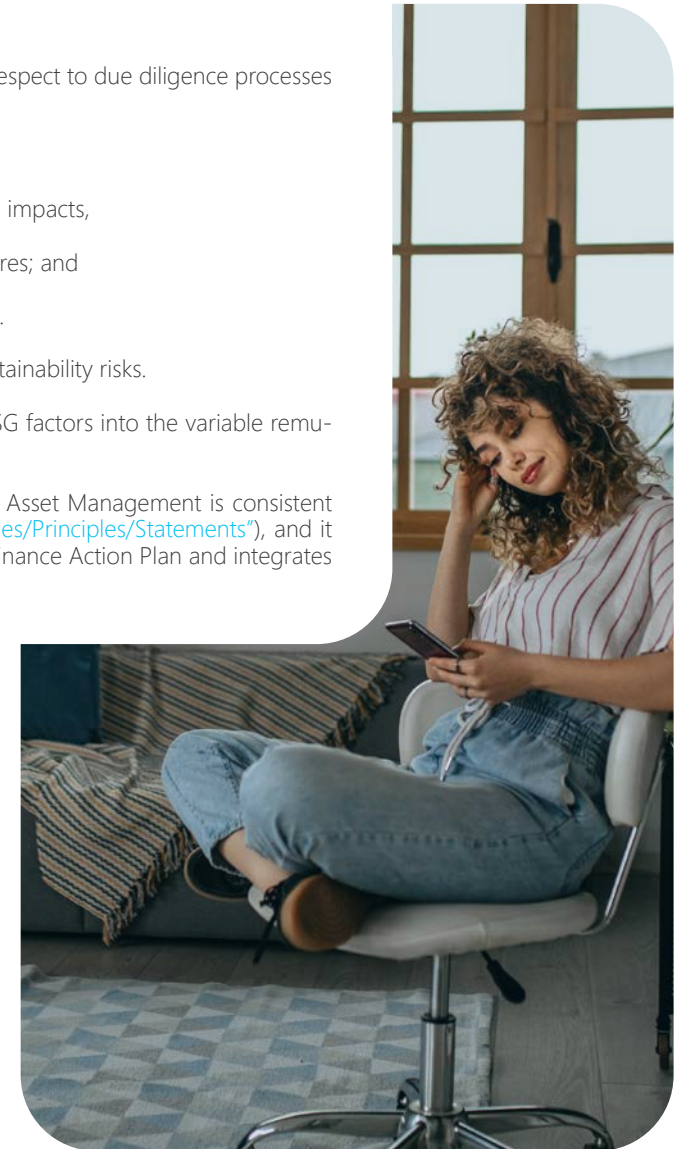 espect to due diligence processes
impacts,
res; and
.
tainability risks.
G factors into the variable remu-
Asset Management is consistent
es/Principles/Statements”), and it
inance Action Plan and integrates